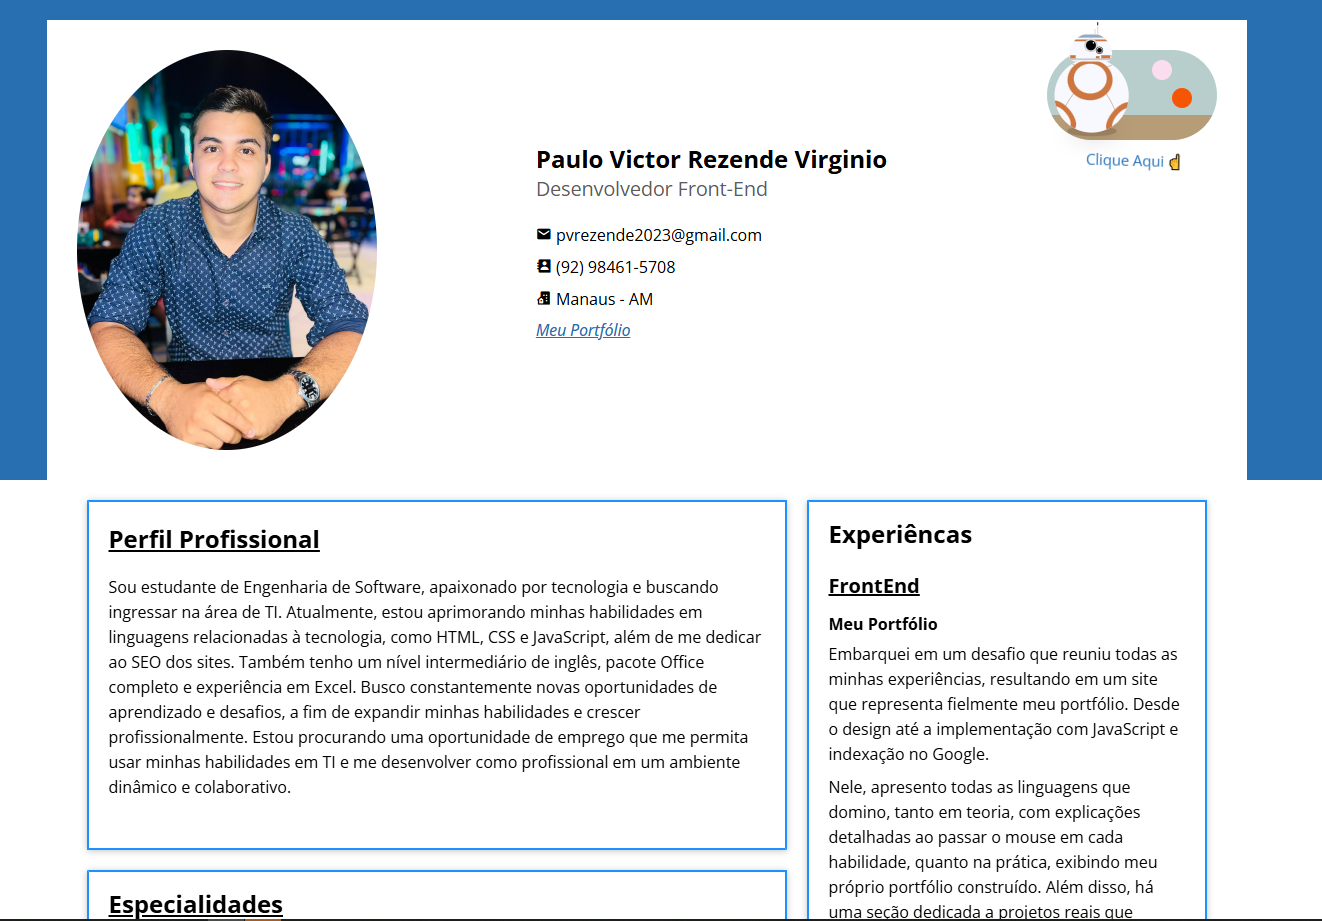 Clique Aqui
Paulo Victor Rezende Virginio
Desenvolvedor Front-End
pvrezende2023@gmail.com
(92) 98461-5708
Manaus - AM
Meu Portfólio
Perfil Profissional
Sou estudante de Engenharia de Software, apaixonado por tecnologia e buscando
ingressar na área de TI. Atualmente, estou aprimorando minhas habilidades em
linguagens relacionadas à tecnologia, como HTML, CSS e JavaScript, além de me dedicar
ao SEO dos sites. Também tenho um nível intermediário de inglês, pacote Office
completo e experiência em Excel. Busco constantemente novas oportunidades de
aprendizado e desafios, a fim de expandir minhas habilidades e crescer
profissionalmente. Estou procurando uma oportunidade de emprego que me permita
usar minhas habilidades em TI e me desenvolver como profissional em um ambiente
dinâmico e colaborativo.
Especialidades
Experiêncas
FrontEnd
Meu Portfólio
Embarquei em um desafio que reuniu todas as
minhas experiências, resultando em um site
que representa fielmente meu portfólio. Desde
o design até a implementação com JavaScript e
indexação no Google.
Nele, apresento todas as linguagens que
domino, tanto em teoria, com explicações
detalhadas ao passar o mouse em cada
habilidade, quanto na prática, exibindo meu
próprio portfólio construído. Além disso, há
uma seção dedicada a projetos reais que